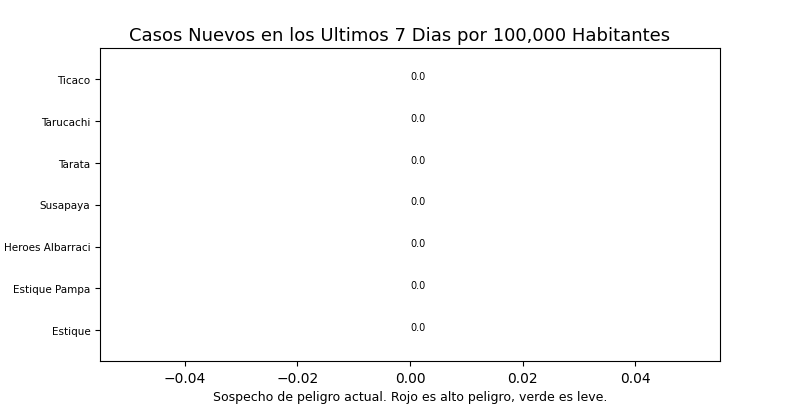 Casos Nuevos en los Ultimos 7 Dias por 100,000 Habitantes
Ticaco 0.0
Tarucachi 0.0
Tarata 0.0
Susapaya 0.0
Heroes Albarraci 0.0
Estique Pampa 0.0
Estique 0.0
−0.04 −0.02 0.00 0.02 0.04
Sospecho de peligro actual. Rojo es alto peligro, verde es leve.